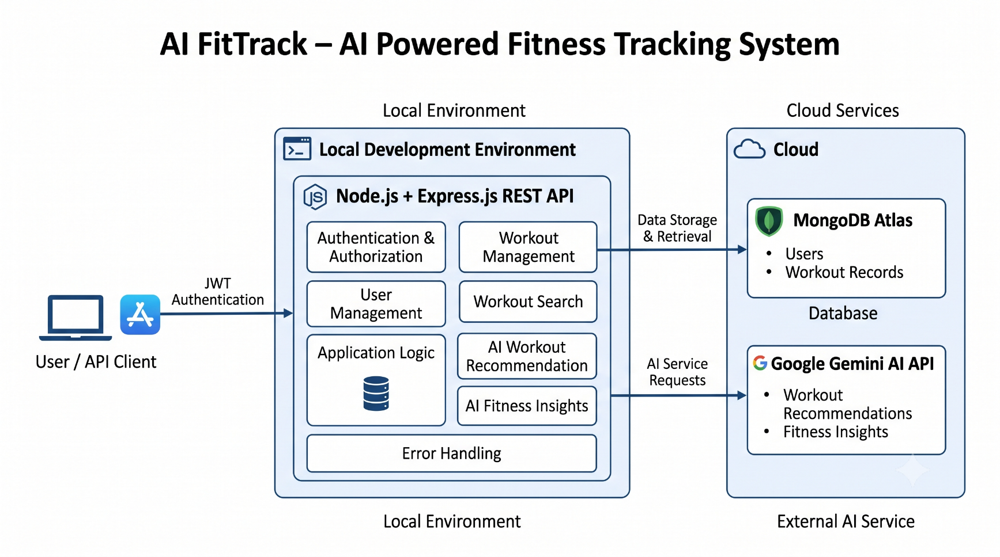 AI FitTrack – AI Powered Fitness Tracking System
Local Environment
Cloud Services
Local Development Environment
Cloud
JS
Node.js + Express.js REST API
Authentication &
Authorization
Workout
Management
User
Management
Workout Search
Application Logic
AI Workout
Recommendation
AI Fitness Insights
Error Handling
JWT
Authentication
User / API Client
Data Storage
& Retrieval
AI Service
Requests
MongoDB Atlas
• Users
• Workout Records
Database
Google Gemini AI API
• Workout
Recommendations
• Fitness Insights
Local Environment
External AI Service